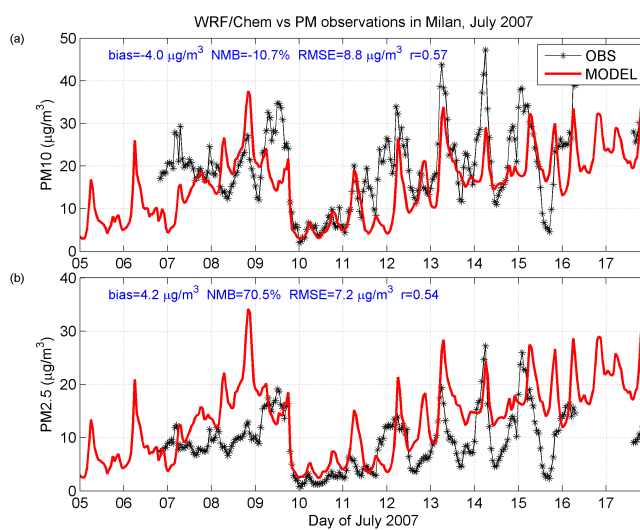 WRF/Chem vs PM observations in Milan, July 2007
(a)
bias=-4.0 µg/m³ NMB=-10.7% RMSE=8.8 µg/m³ r=0.57
OBS
MODEL
PM10 (µg/m³)
50
40
30
20
10
0
05 06 07 08 09 10 11 12 13 14 15 16 17
(b)
bias=4.2 µg/m³ NMB=70.5% RMSE=7.2 µg/m³ r=0.54
PM2.5 (µg/m³)
40
30
20
10
0
05 06 07 08 09 10 11 12 13 14 15 16 17
Day of July 2007